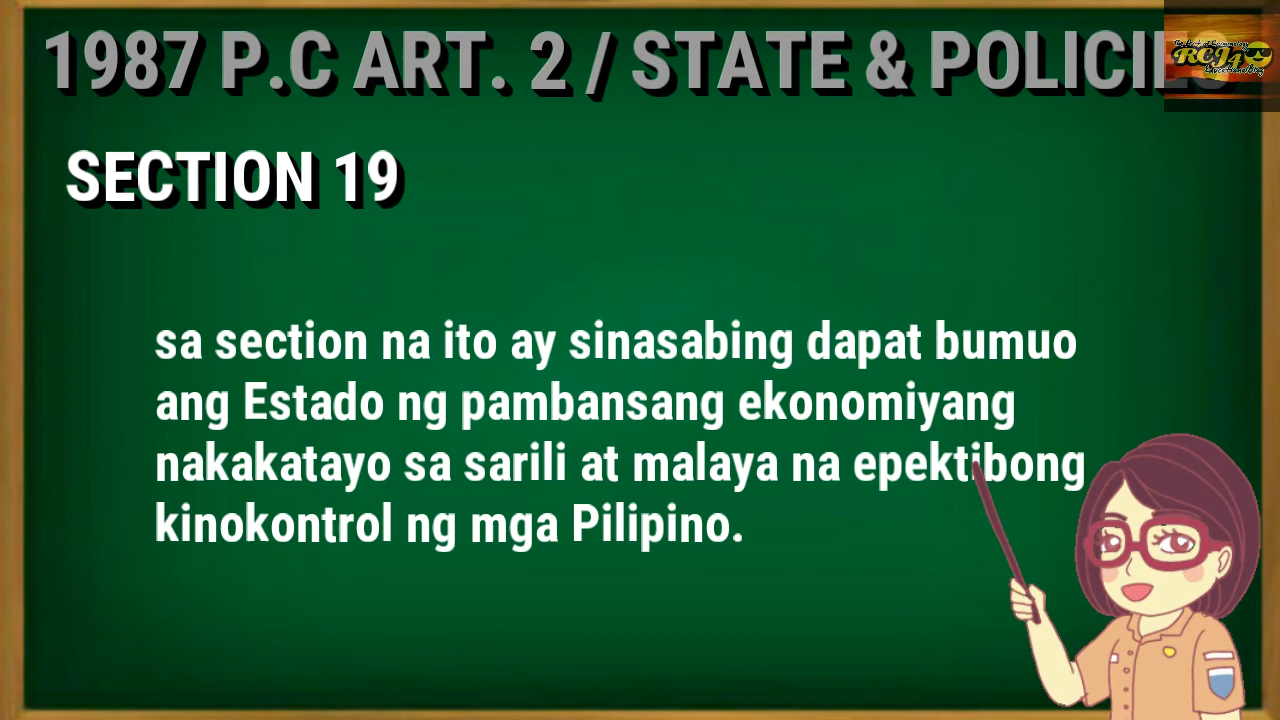 1987 P.C ART. 2 / STATE & POLICIES
SECTION 19
sa section na ito ay sinasabing dapat bumuo
ang Estado ng pambansang ekonomiyang
nakakatayo sa sarili at malaya na epektibong
kinokontrol ng mga Pilipino.